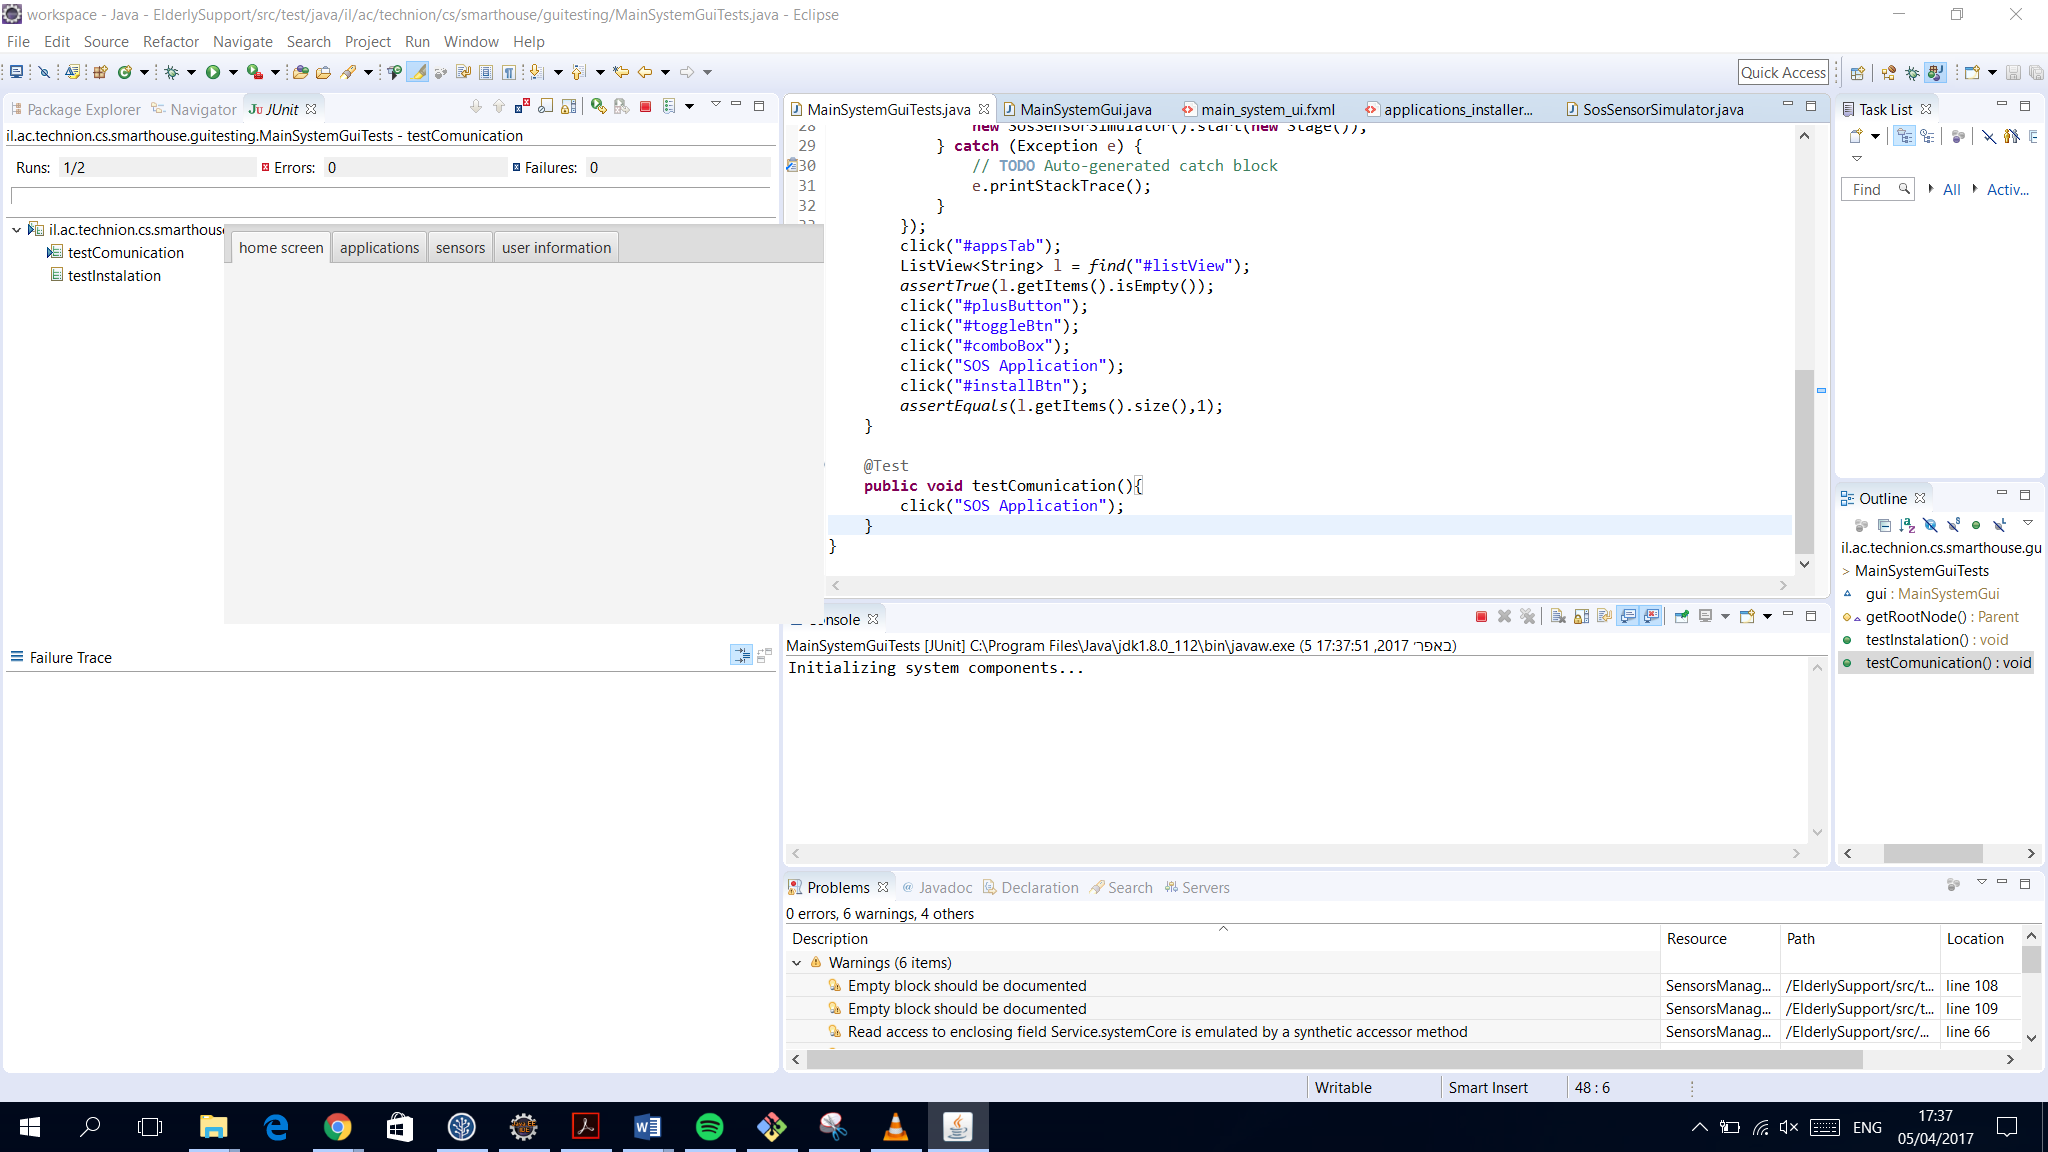 workspace - Java - ElderlySupport/src/test/java/il/ac/technion/cs/smarthouse/guitesting/MainSystemGuiTests.java - Eclipse
File Edit Source Refactor Navigate Search Project Run Window Help
Quick Access
Package Explorer Navigator JUnit
il.ac.technion.cs.smarthouse.guitesting.MainSystemGuiTests - testComunication
Runs: 1/2 Errors: 0 Failures: 0
il.ac.technion.cs.smarthouse
testComunication
testInstalation
home screen applications sensors user information
Failure Trace
MainSystemGuiTests.java MainSystemGui.java main_system_ui.fxml applications_installer... SosSensorSimulator.java
28 new SosSensorSimulator().start(new Stage());
29 } catch (Exception e) {
30 // TODO Auto-generated catch block
31 e.printStackTrace();
32 }
});
click("#appsTab");
ListView<String> l = find("#listView");
assertTrue(l.getItems().isEmpty());
click("#plusButton");
click("#toggleBtn");
click("#comboBox");
click("SOS Application");
click("#installBtn");
assertEquals(l.getItems().size(),1);
}
@Test
public void testComunication(){
click("SOS Application");
}
}
Console
MainSystemGuiTests [JUnit] C:\Program Files\Java\jdk1.8.0_112\bin\javaw.exe (5 באפר׳ 2017, 17:37:51)
Initializing system components...
Problems Javadoc Declaration Search Servers
0 errors, 6 warnings, 4 others
Description Resource Path Location
Warnings (6 items)
Empty block should be documented SensorsManag... /ElderlySupport/src/t... line 108
Empty block should be documented SensorsManag... /ElderlySupport/src/t... line 109
Read access to enclosing field Service.systemCore is emulated by a synthetic accessor method SensorsManag... /ElderlySupport/src/... line 66
Task List
Find All Activ...
Outline
il.ac.technion.cs.smarthouse.gu
MainSystemGuiTests
gui : MainSystemGui
getRootNode() : Parent
testInstalation() : void
testComunication() : void
Writable Smart Insert 48 : 6
ENG
17:37
05/04/2017